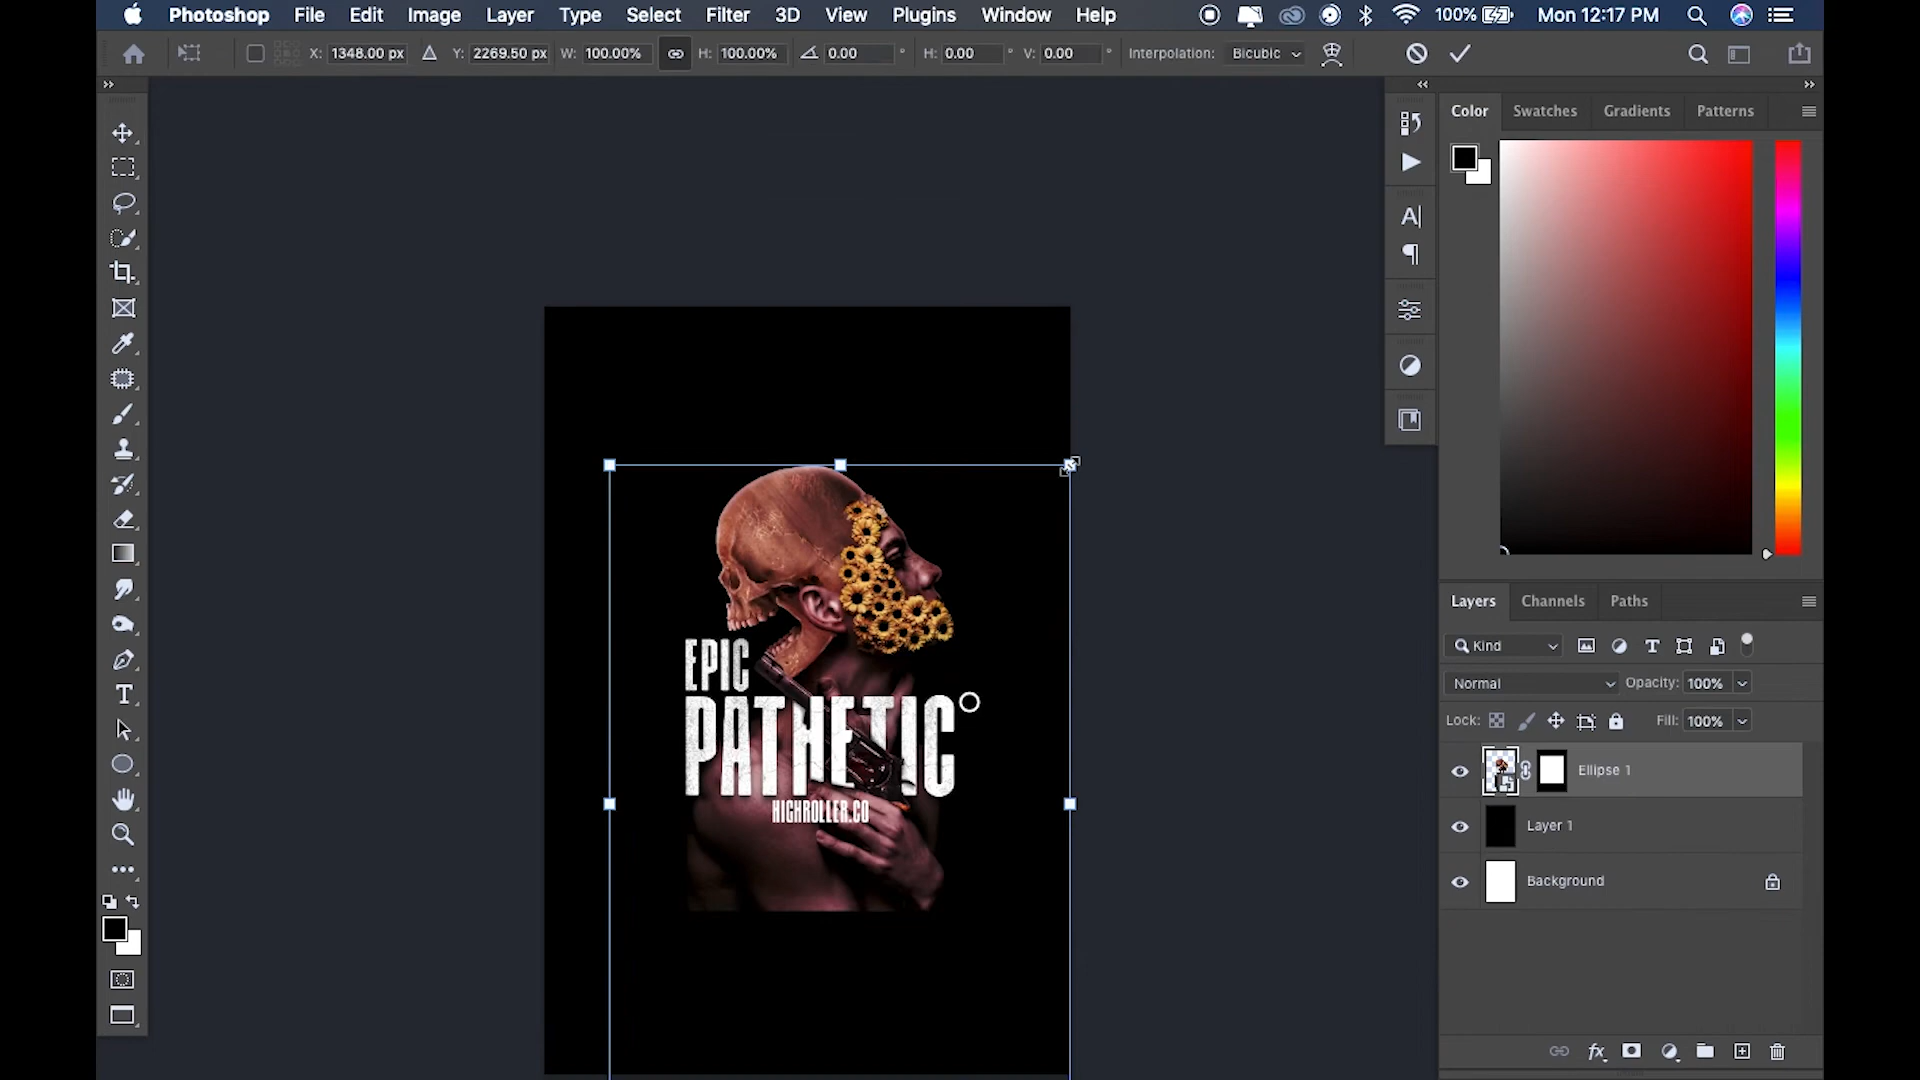 Photoshop File Edit Image Layer Type Select Filter 3D View Plugins Window Help 100% Mon 12:17 PM
X: 1348.00 px Y: 2269.50 px W: 100.00% H: 100.00% 0.00 ° H: 0.00 ° V: 0.00 ° Interpolation: Bicubic
Color Swatches Gradients Patterns
EPIC
PATHETIC
HIGHROLLER.CO
Layers Channels Paths
Kind
Normal Opacity: 100%
Lock: Fill: 100%
Ellipse 1
Layer 1
Background
fx